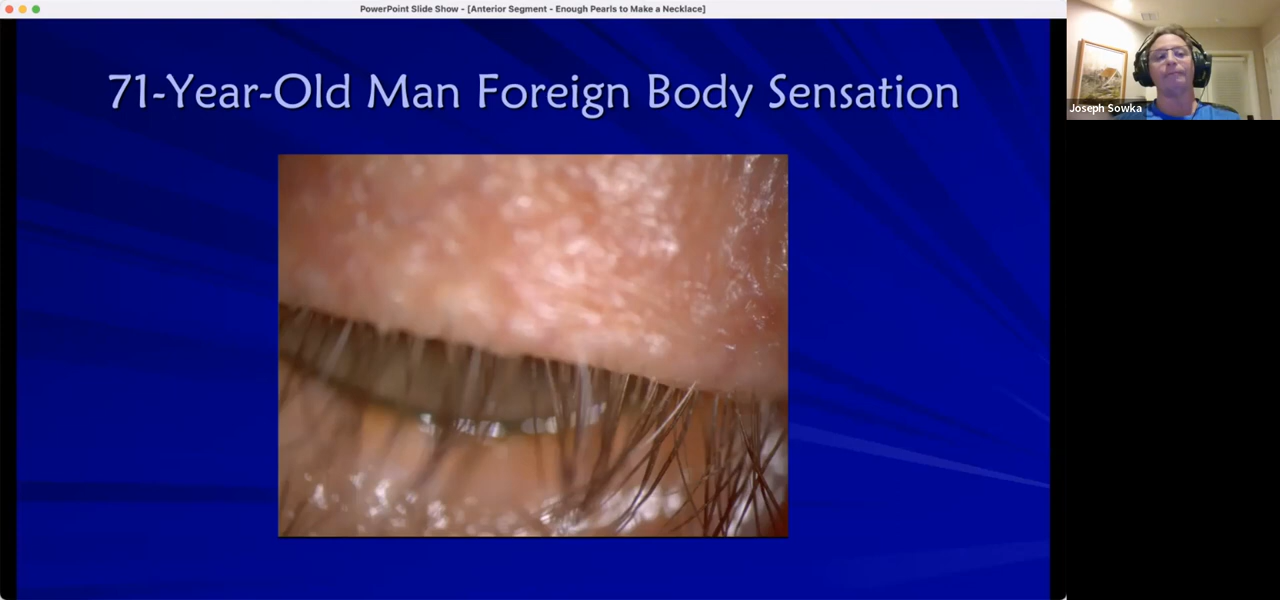 PowerPoint Slide Show - [Anterior Segment - Enough Pearls to Make a Necklace]
71-Year-Old Man Foreign Body Sensation
Joseph Sowka